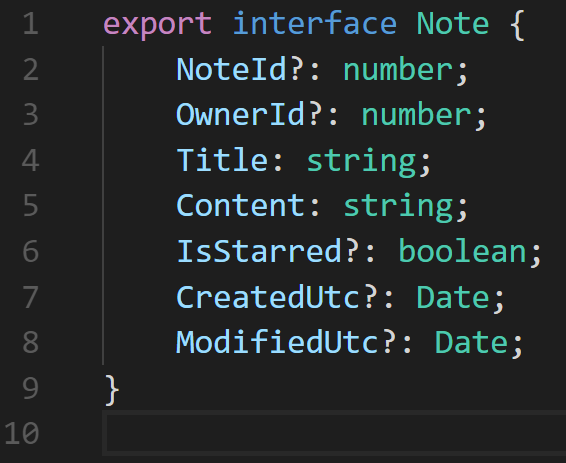 1 export interface Note {
2 NoteId?: number;
3 OwnerId?: number;
4 Title: string;
5 Content: string;
6 IsStarred?: boolean;
7 CreatedUtc?: Date;
8 ModifiedUtc?: Date;
9 }
10